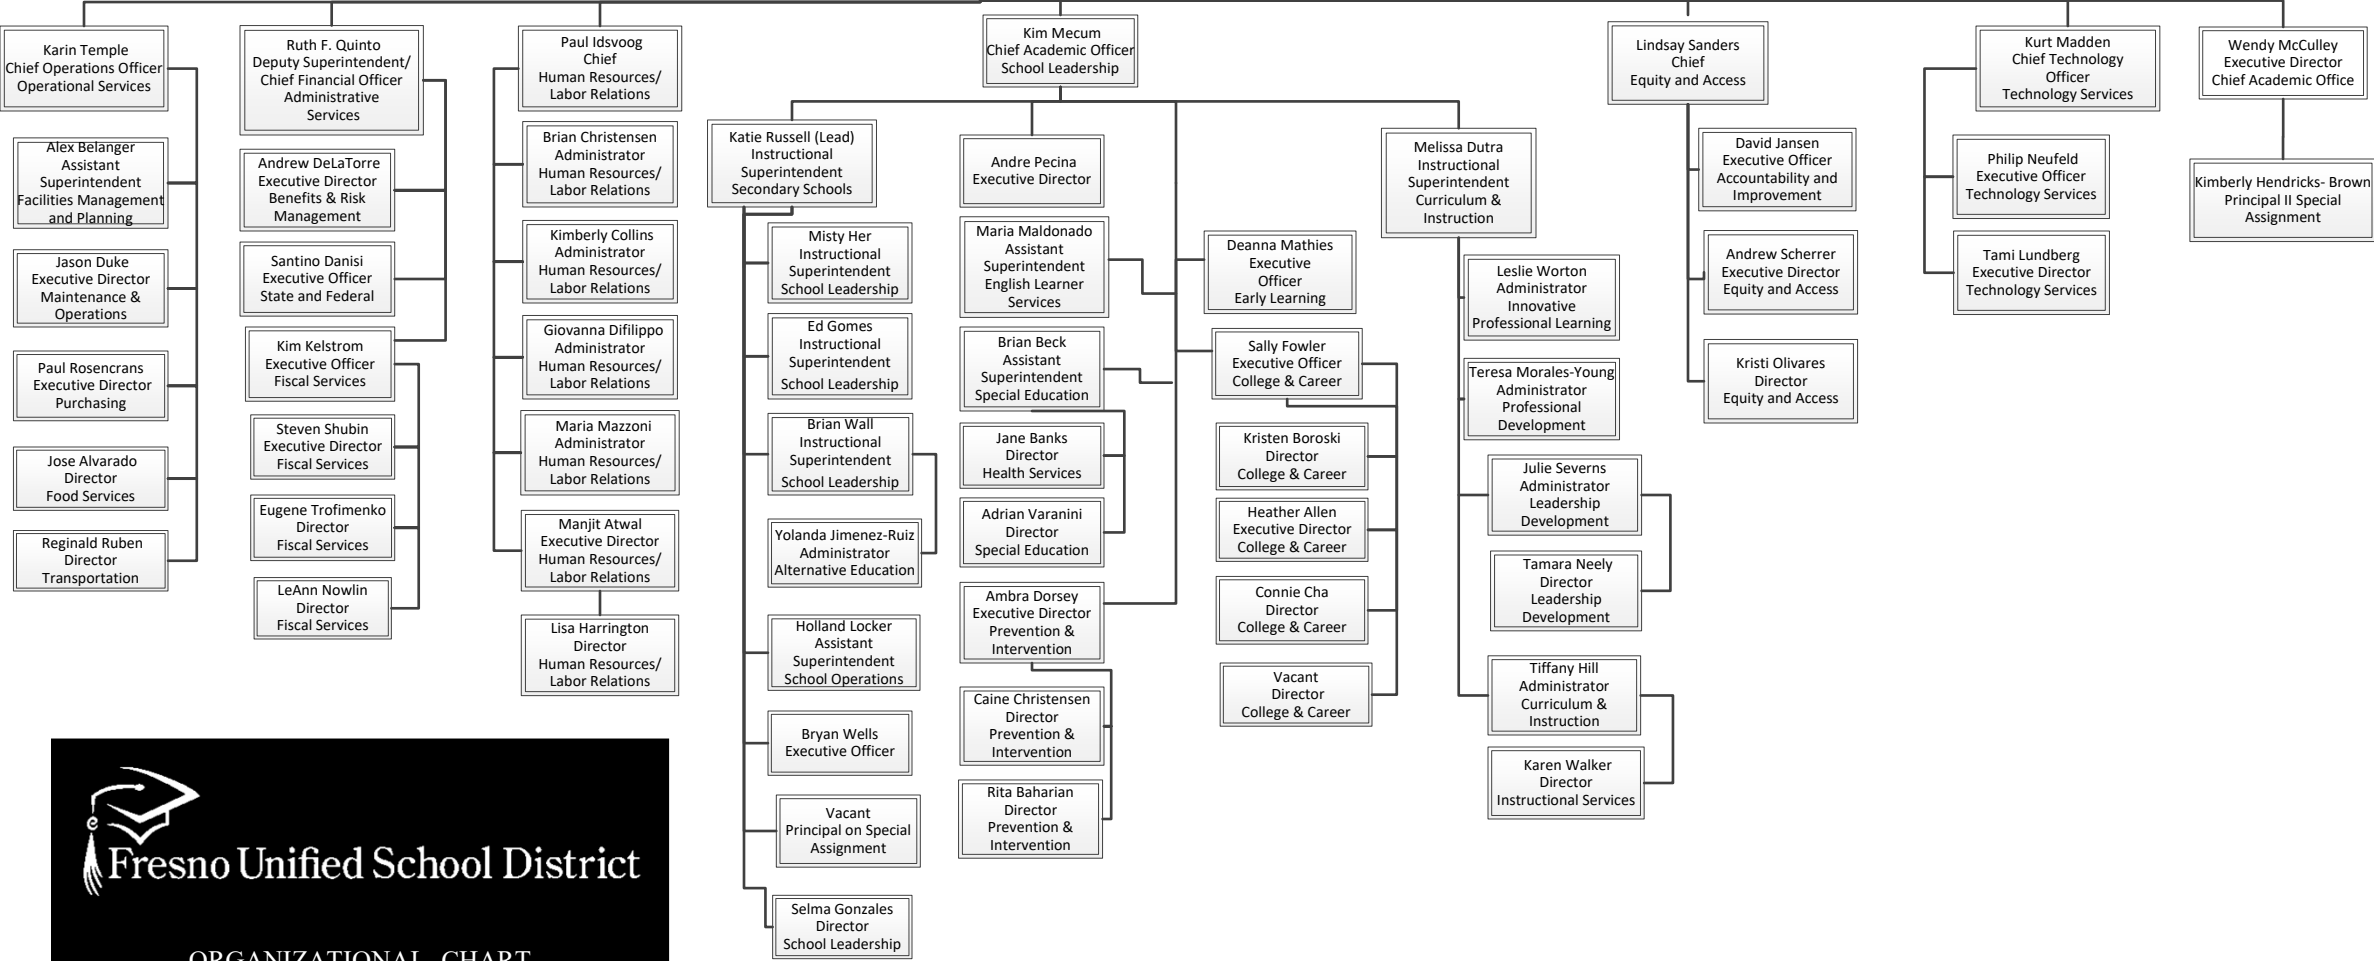 Karin Temple
Chief Operations Officer
Operational Services
Alex Belanger
Assistant
Superintendent
Facilities Management
and Planning
Jason Duke
Executive Director
Maintenance &
Operations
Paul Rosencrans
Executive Director
Purchasing
Jose Alvarado
Director
Food Services
Reginald Ruben
Director
Transportation
Ruth F. Quinto
Deputy Superintendent/
Chief Financial Officer
Administrative
Services
Andrew DeLaTorre
Executive Director
Benefits & Risk
Management
Santino Danisi
Executive Officer
State and Federal
Kim Kelstrom
Executive Officer
Fiscal Services
Steven Shubin
Executive Director
Fiscal Services
Eugene Trofimenko
Director
Fiscal Services
LeAnn Nowlin
Director
Fiscal Services
Paul Idsvoog
Chief
Human Resources/
Labor Relations
Brian Christensen
Administrator
Human Resources/
Labor Relations
Kimberly Collins
Administrator
Human Resources/
Labor Relations
Giovanna Difilippo
Administrator
Human Resources/
Labor Relations
Maria Mazzoni
Administrator
Human Resources/
Labor Relations
Manjit Atwal
Executive Director
Human Resources/
Labor Relations
Lisa Harrington
Director
Human Resources/
Labor Relations
Kim Mecum
Chief Academic Officer
School Leadership
Katie Russell (Lead)
Instructional
Superintendent
Secondary Schools
Misty Her
Instructional
Superintendent
School Leadership
Ed Gomes
Instructional
Superintendent
School Leadership
Brian Wall
Instructional
Superintendent
School Leadership
Yolanda Jimenez-Ruiz
Administrator
Alternative Education
Holland Locker
Assistant
Superintendent
School Operations
Bryan Wells
Executive Officer
Vacant
Principal on Special
Assignment
Selma Gonzales
Director
School Leadership
Andre Pecina
Executive Director
Maria Maldonado
Assistant
Superintendent
English Learner
Services
Brian Beck
Assistant
Superintendent
Special Education
Jane Banks
Director
Health Services
Adrian Varanini
Director
Special Education
Ambra Dorsey
Executive Director
Prevention &
Intervention
Caine Christensen
Director
Prevention &
Intervention
Rita Baharian
Director
Prevention &
Intervention
Deanna Mathies
Executive
Officer
Early Learning
Sally Fowler
Executive Officer
College & Career
Kristen Boroski
Director
College & Career
Heather Allen
Executive Director
College & Career
Connie Cha
Director
College & Career
Vacant
Director
College & Career
Melissa Dutra
Instructional
Superintendent
Curriculum &
Instruction
Leslie Worton
Administrator
Innovative
Professional Learning
Teresa Morales-Young
Administrator
Professional
Development
Julie Severns
Administrator
Leadership
Development
Tamara Neely
Director
Leadership
Development
Tiffany Hill
Administrator
Curriculum &
Instruction
Karen Walker
Director
Instructional Services
Lindsay Sanders
Chief
Equity and Access
David Jansen
Executive Officer
Accountability and
Improvement
Andrew Scherrer
Executive Director
Equity and Access
Kristi Olivares
Director
Equity and Access
Kurt Madden
Chief Technology
Officer
Technology Services
Philip Neufeld
Executive Officer
Technology Services
Tami Lundberg
Executive Director
Technology Services
Wendy McCulley
Executive Director
Chief Academic Office
Kimberly Hendricks- Brown
Principal II Special
Assignment
Fresno Unified School District
ORGANIZATIONAL CHART